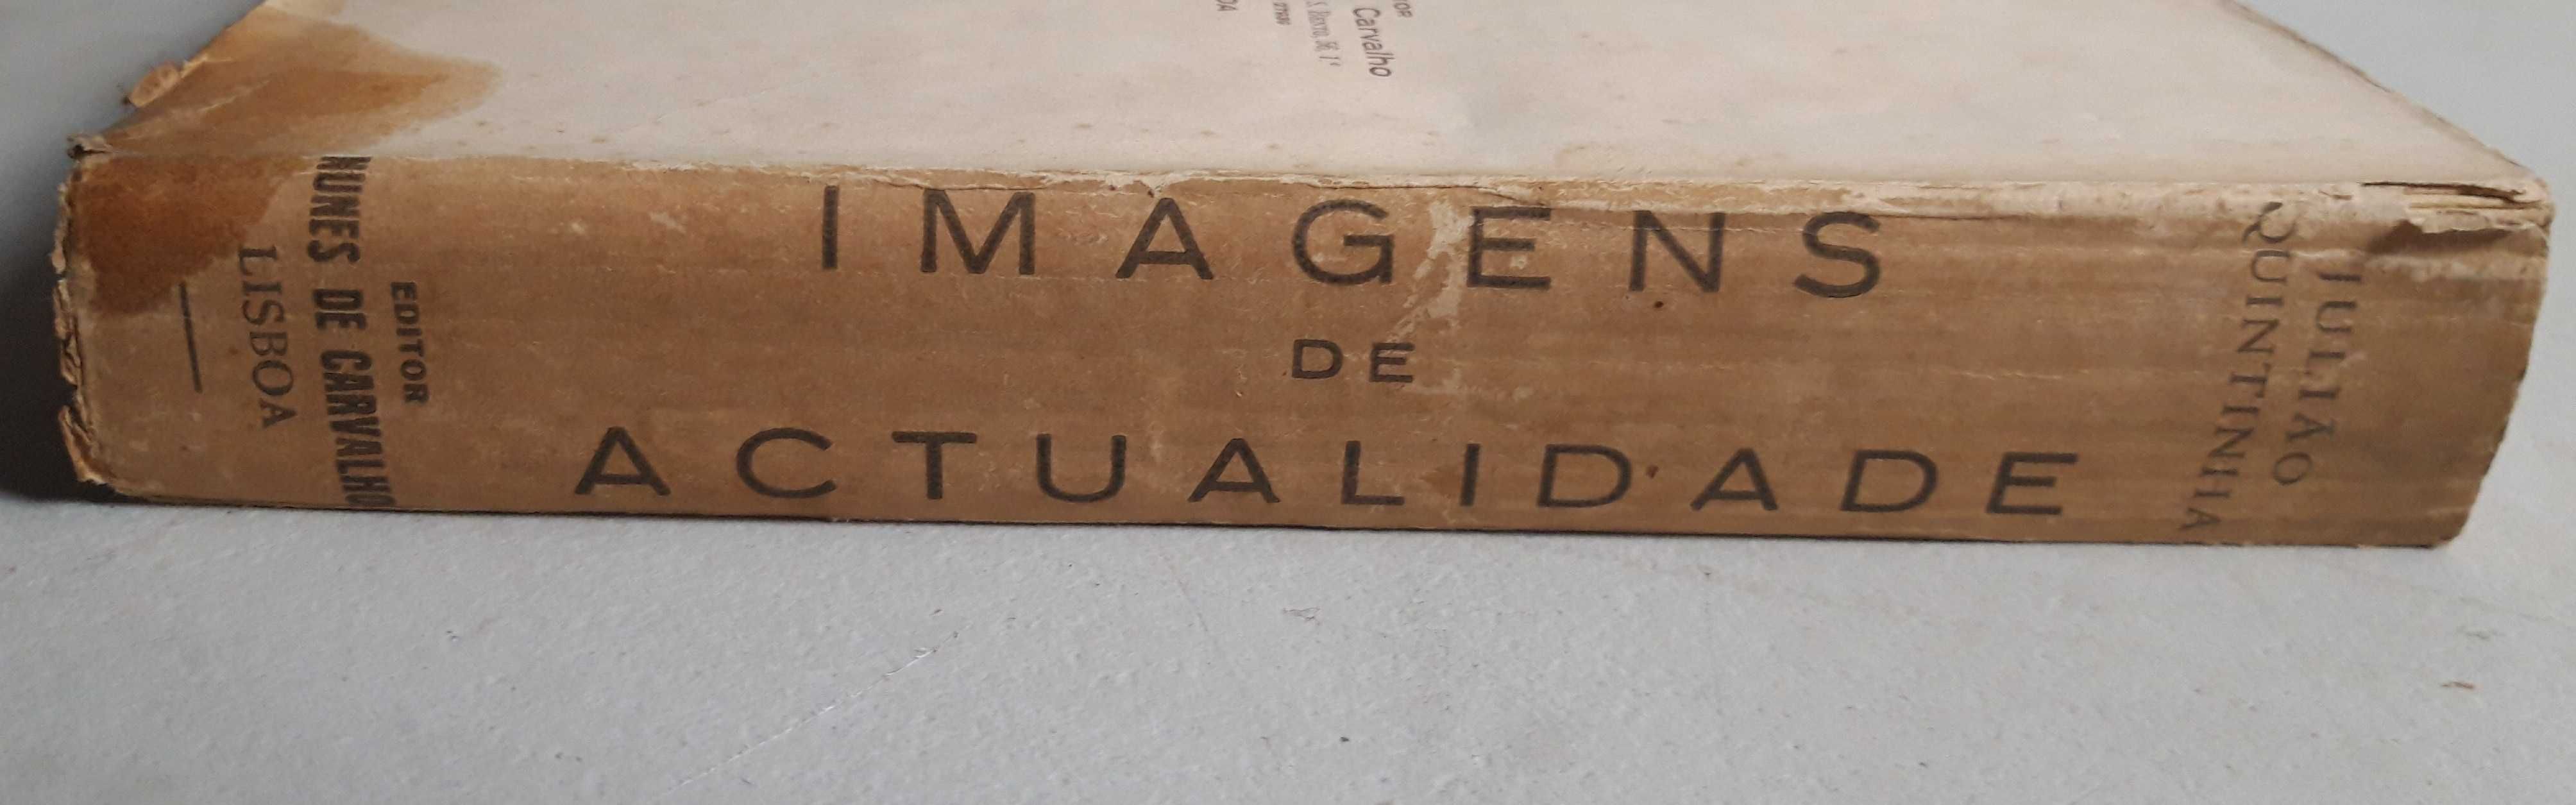 JULIÃO
QUINTINHA
IMAGENS
DE
ACTUALIDADE
EDITOR
NUNES DE CARVALHO
LISBOA
Carvalho